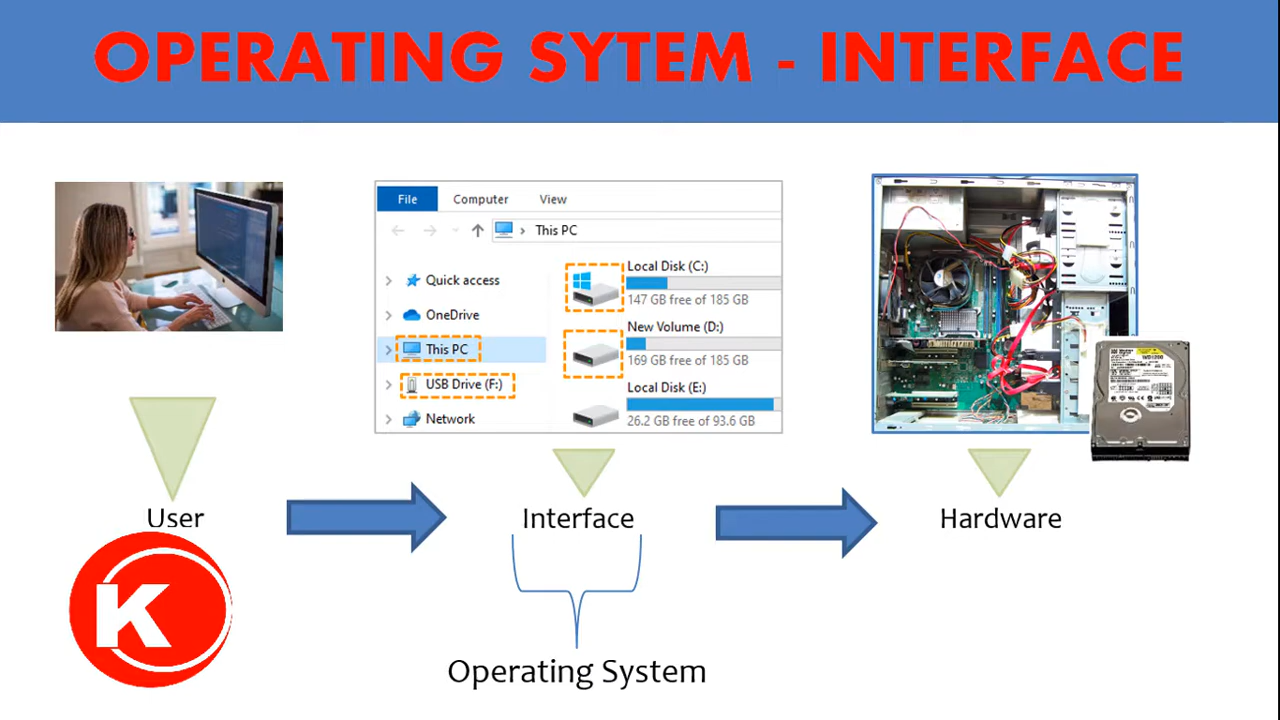 OPERATING SYTEM - INTERFACE
File Computer View
This PC
Quick access
OneDrive
This PC
USB Drive (F:)
Network
Local Disk (C:)
147 GB free of 185 GB
New Volume (D:)
169 GB free of 185 GB
Local Disk (E:)
26.2 GB free of 93.6 GB
User
Interface
Hardware
K
Operating System